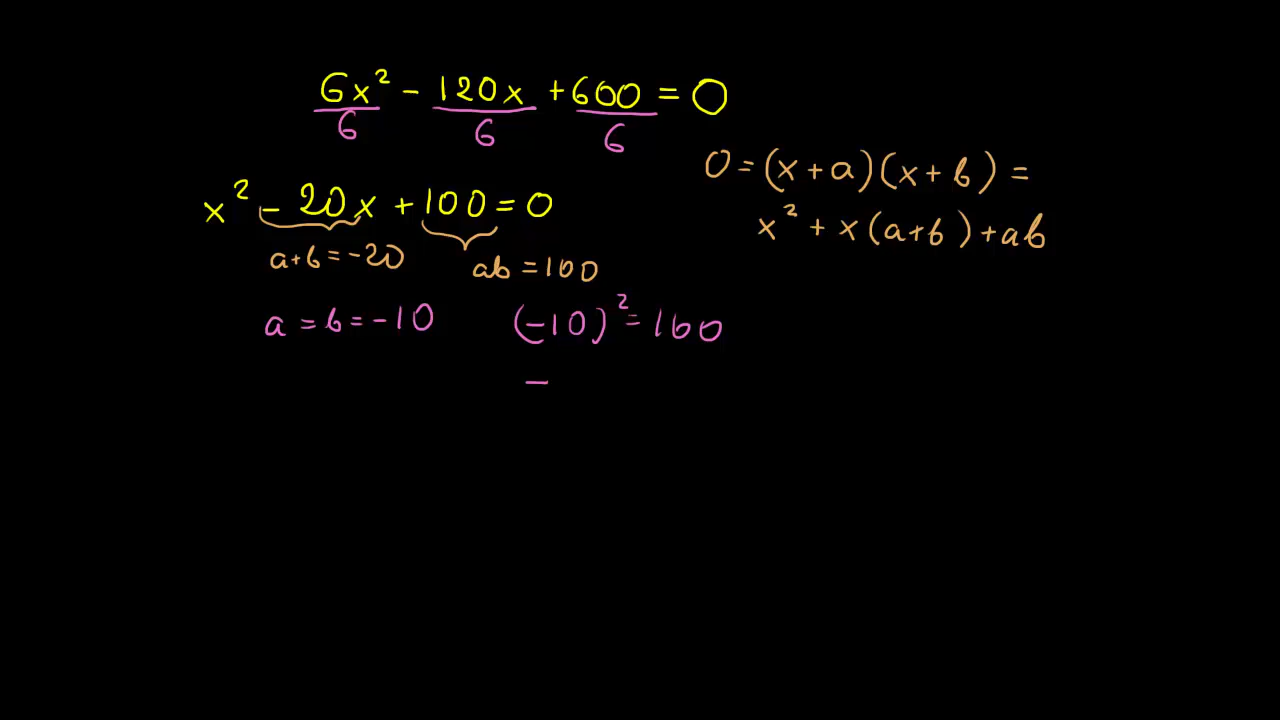 6x² - 120x + 600 = 0
6 6 6
0 = (x + a)(x + b) =
x² - 20x + 100 = 0
x² + x(a+b) + ab
a+b = -20 ab = 100
a = b = -10 (-10)² = 100
-